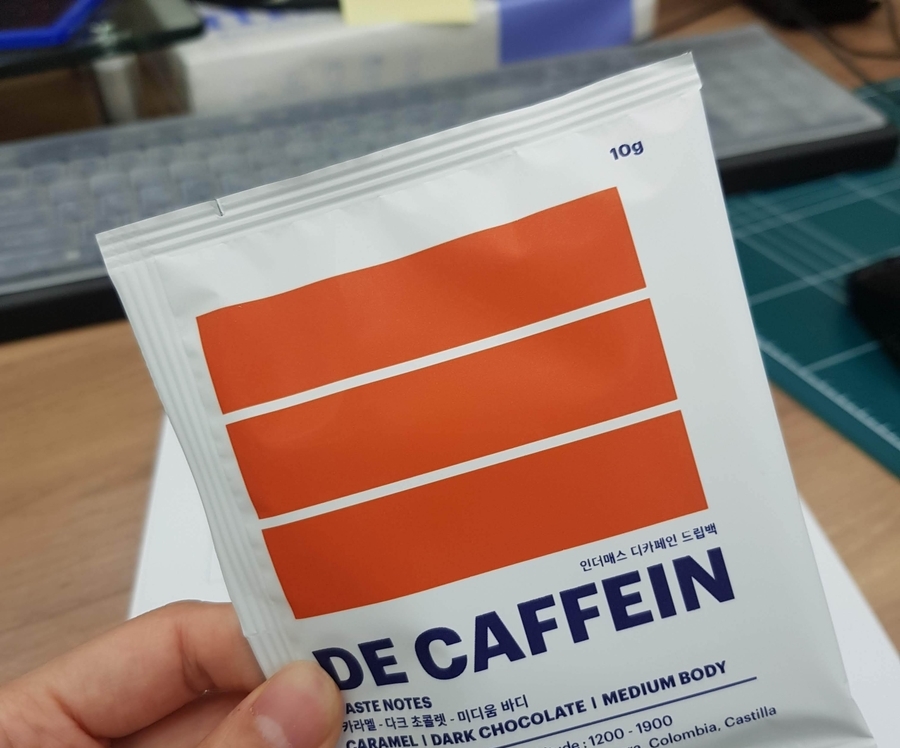 10g
인더매스 디카페인 드립백
DE CAFFEIN
ASTE NOTES
카라멜 - 다크 초콜렛 - 미디움 바디
CARAMEL | DARK CHOCOLATE | MEDIUM BODY
: 1200 - 1900
Colombia, Castilla